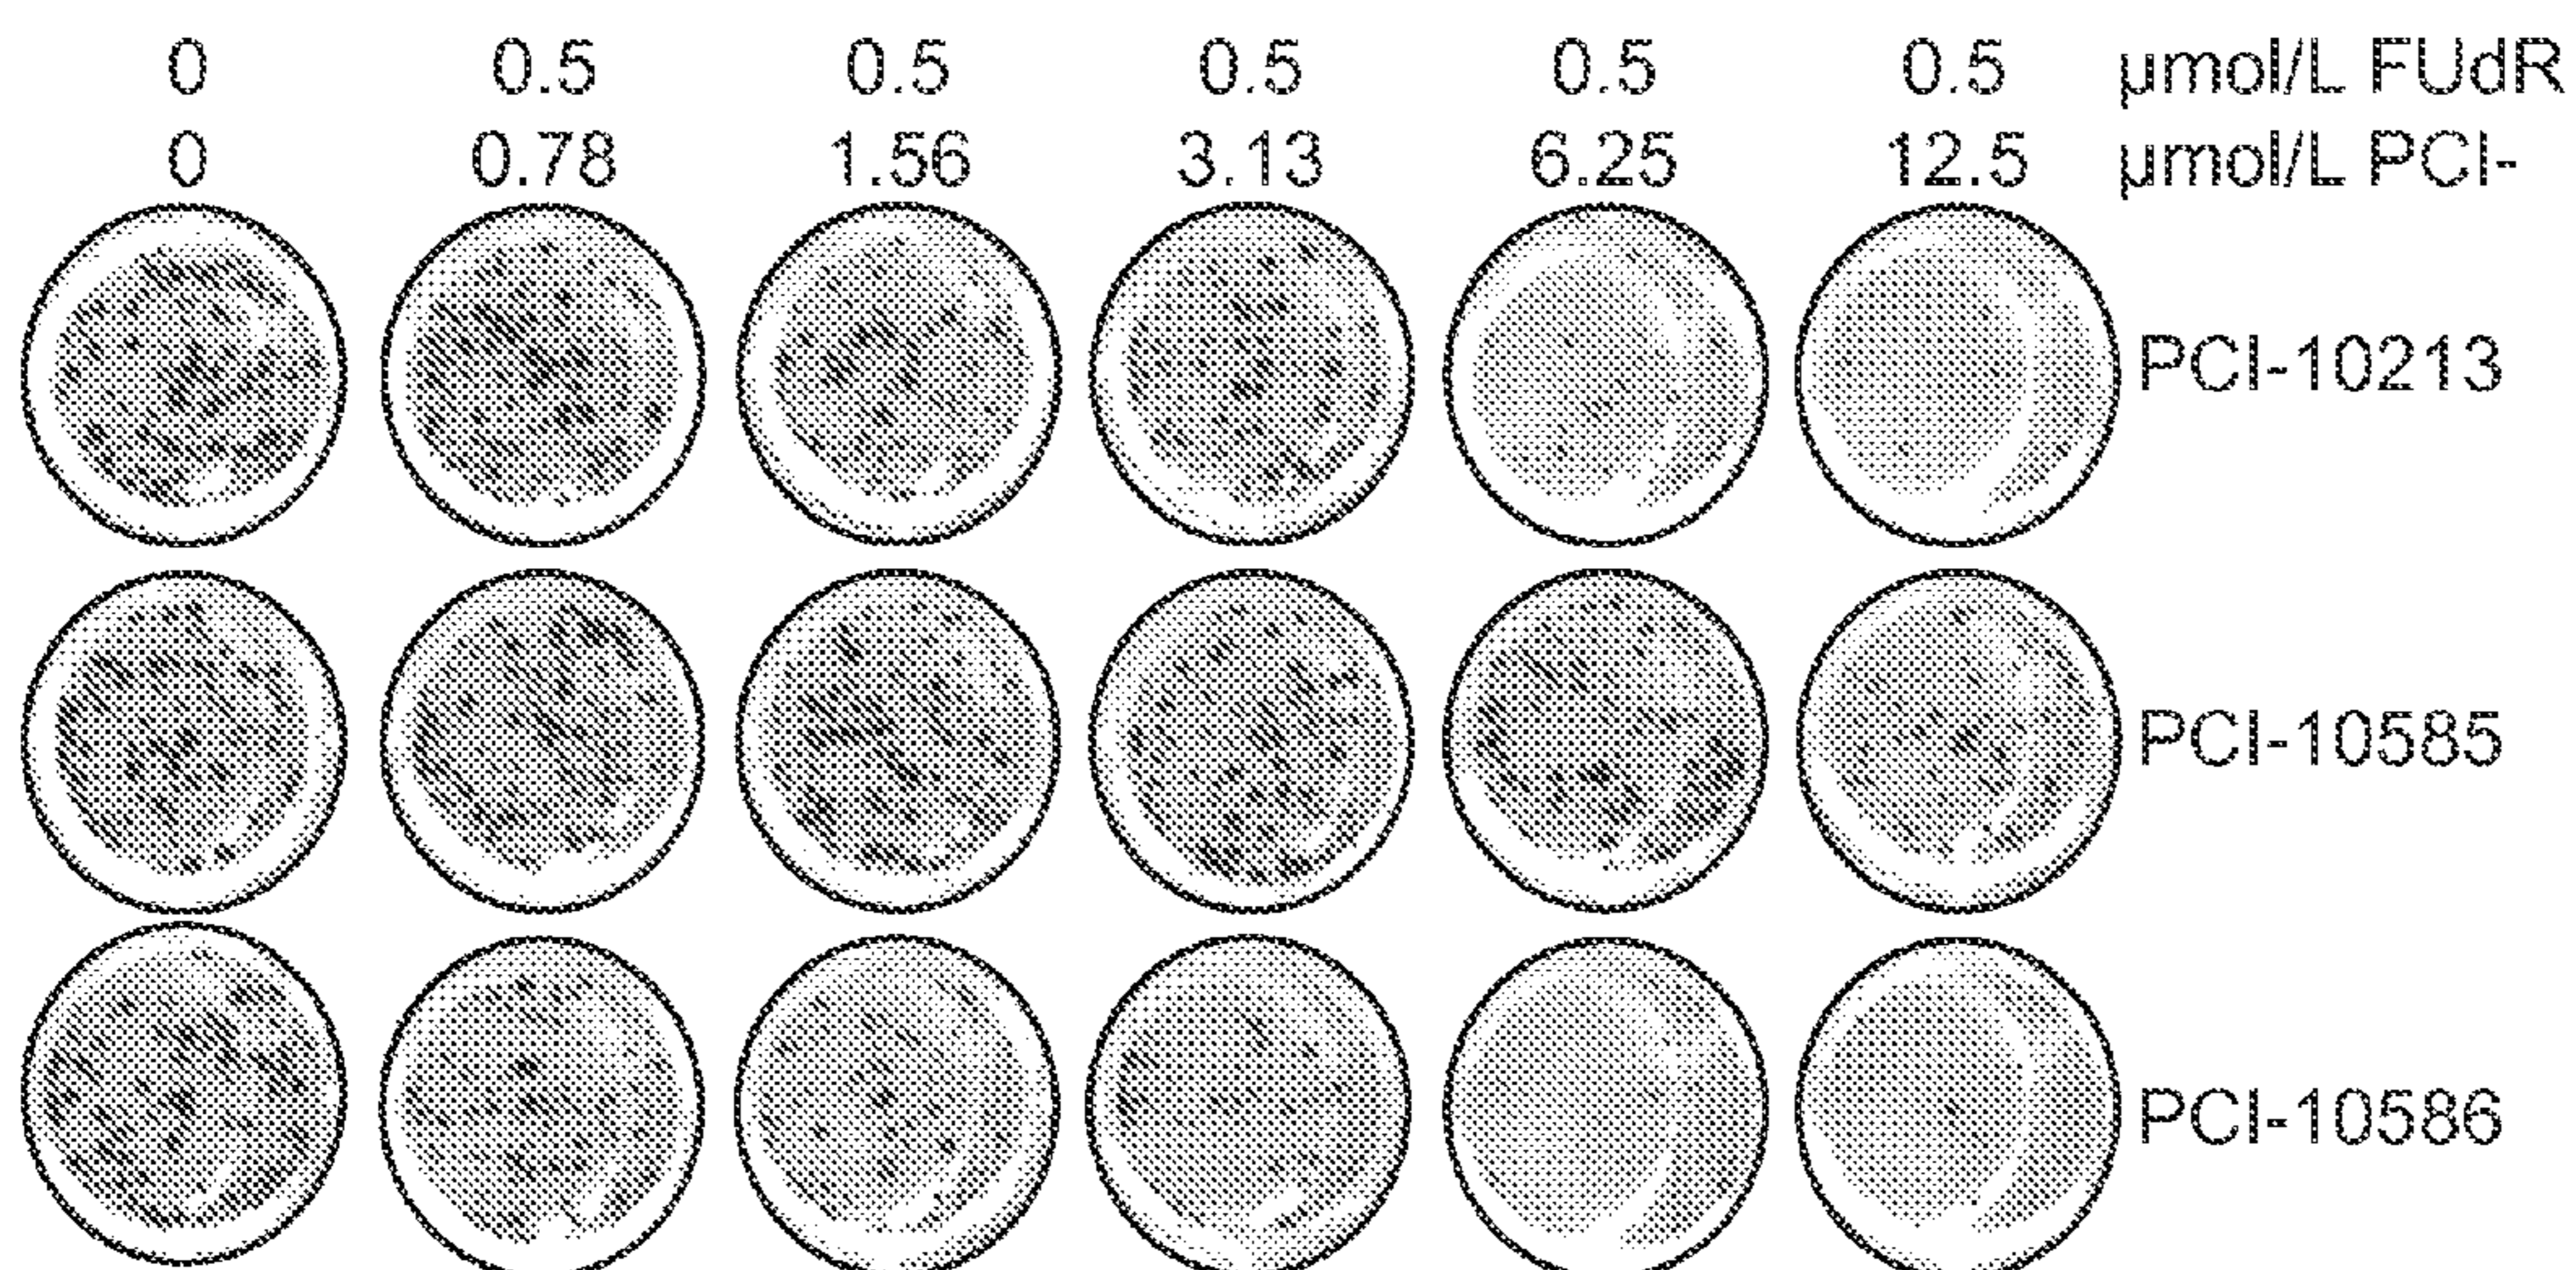 0 0.5 0.5 0.5 0.5 0.5 µmol/L FUdR
0 0.78 1.56 3.13 6.25 12.5 µmol/L PCI-
PCI-10213
PCI-10585
PCI-10586